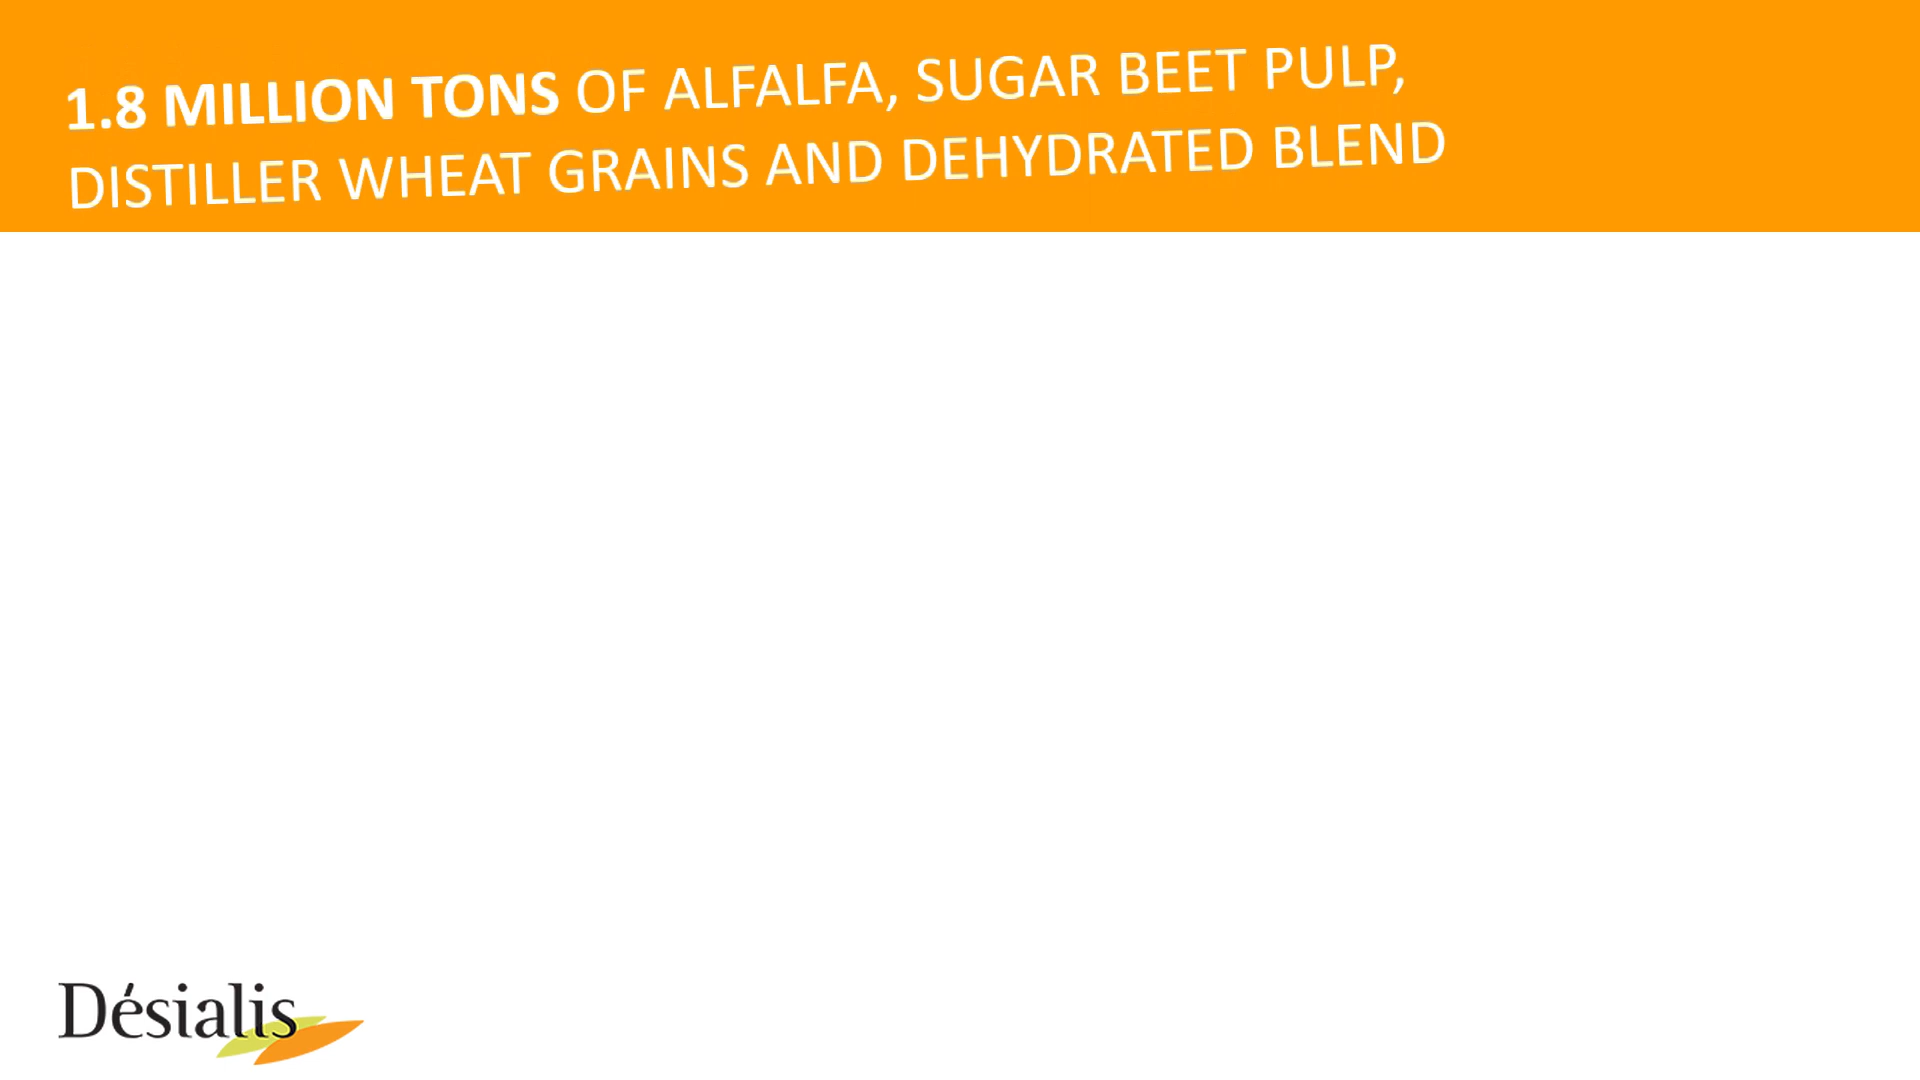 1.8 MILLION TONS OF ALFALFA, SUGAR BEET PULP,
DISTILLER WHEAT GRAINS AND DEHYDRATED BLEND
Désialis